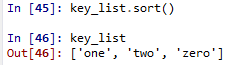 In [45]: key_list.sort()
In [46]: key_list
Out[46]: ['one', 'two', 'zero']